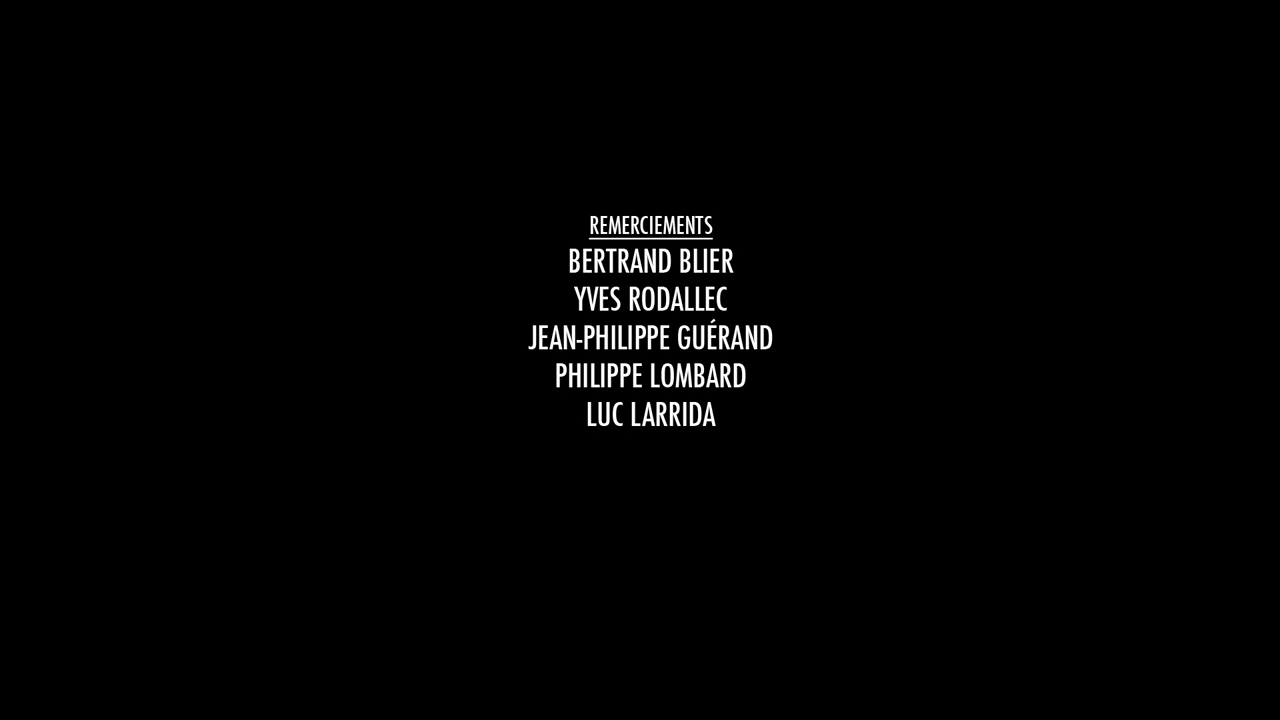 REMERCIEMENTS
BERTRAND BLIER
YVES RODALLEC
JEAN-PHILIPPE GUÉRAND
PHILIPPE LOMBARD
LUC LARRIDA